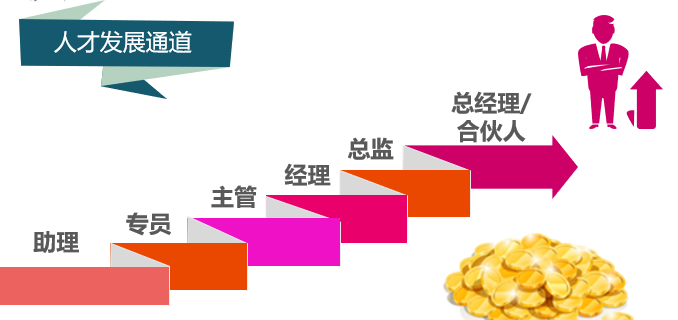 人才发展通道
助理
专员
主管
经理
总监
总经理/
合伙人